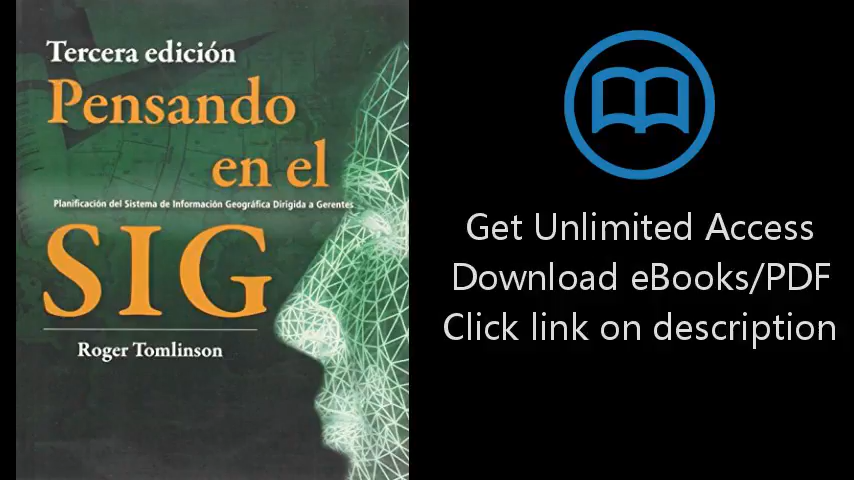 Tercera edición
Pensando
en el
Planificación del Sistema de Información Geográfica Dirigida a Gerentes
SIG
Roger Tomlinson
Get Unlimited Access
Download eBooks/PDF
Click link on description